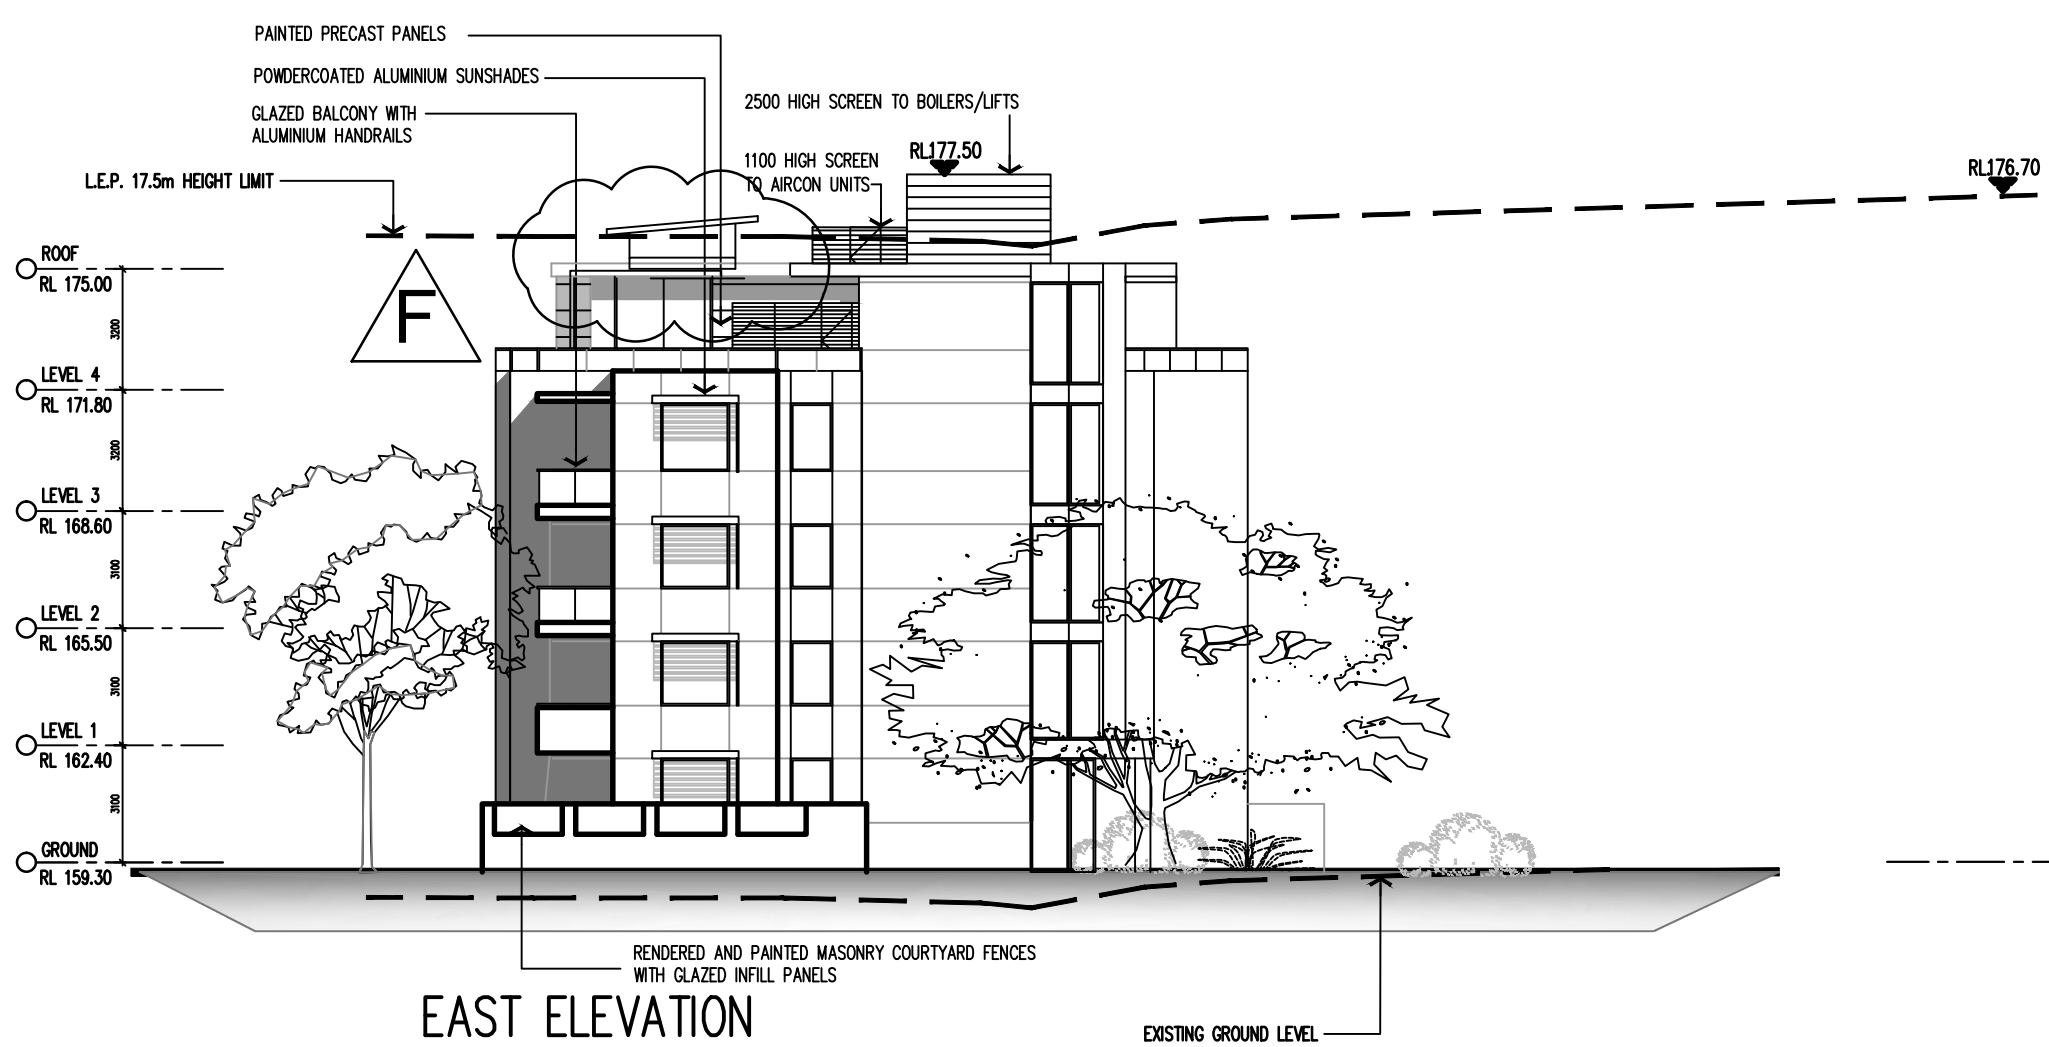 PAINTED PRECAST PANELS
POWDERCOATED ALUMINIUM SUNSHADES
GLAZED BALCONY WITH
ALUMINIUM HANDRAILS
2500 HIGH SCREEN TO BOILERS/LIFTS
RL177.50
1100 HIGH SCREEN
TO AIRCON UNITS
L.E.P. 17.5m HEIGHT LIMIT
RL176.70
ROOF
RL 175.00
F
3200
LEVEL 4
RL 171.80
3200
LEVEL 3
RL 168.60
3100
LEVEL 2
RL 165.50
3100
LEVEL 1
RL 162.40
3100
GROUND
RL 159.30
RENDERED AND PAINTED MASONRY COURTYARD FENCES
WITH GLAZED INFILL PANELS
EAST ELEVATION
EXISTING GROUND LEVEL